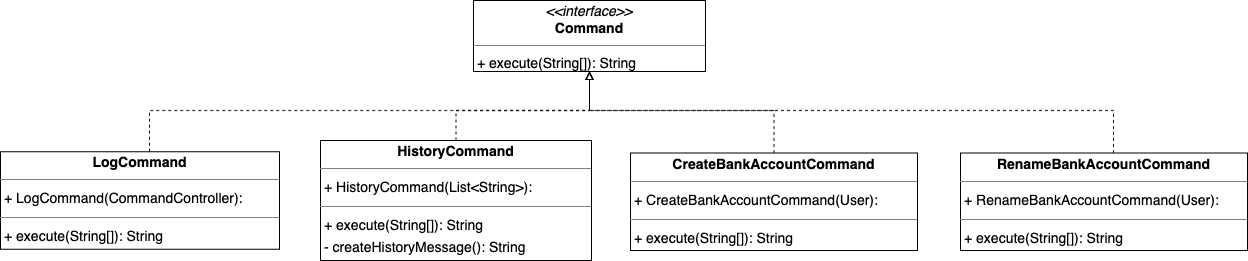 <<interface>>
Command
+ execute(String[]): String
LogCommand
+ LogCommand(CommandController):
+ execute(String[]): String
HistoryCommand
+ HistoryCommand(List<String>):
+ execute(String[]): String
- createHistoryMessage(): String
CreateBankAccountCommand
+ CreateBankAccountCommand(User):
+ execute(String[]): String
RenameBankAccountCommand
+ RenameBankAccountCommand(User):
+ execute(String[]): String